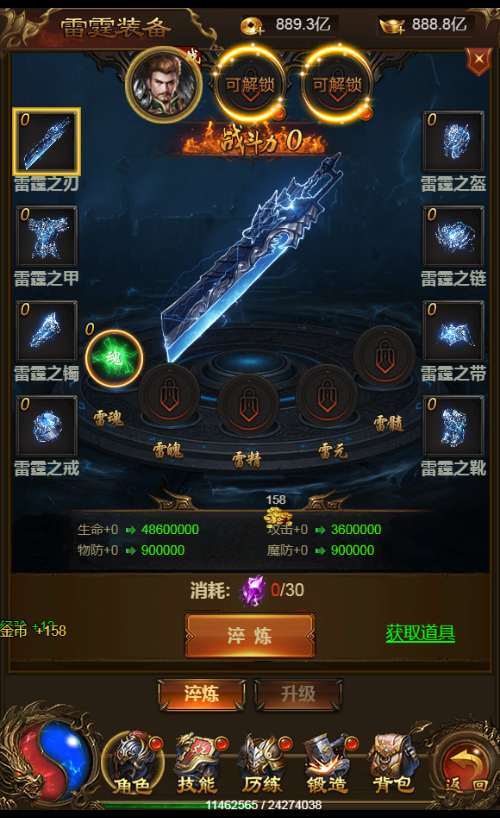 雷霆装备
889.3亿
888.8亿
战
可解锁
可解锁
战斗力 0
0
雷霆之刃
0
雷霆之盔
0
雷霆之甲
0
雷霆之链
0
雷霆之镯
0
雷霆之带
0
雷霆之戒
0
雷霆之靴
0
魂
雷魂
雷魄
雷精
雷元
雷髓
158
生命+0 48600000
攻击+0 3600000
物防+0 900000
魔防+0 900000
消耗: 0/30
金币 +158
淬炼
获取道具
淬炼
升级
角色
技能
历练
锻造
背包
返回
11462565 / 24274038